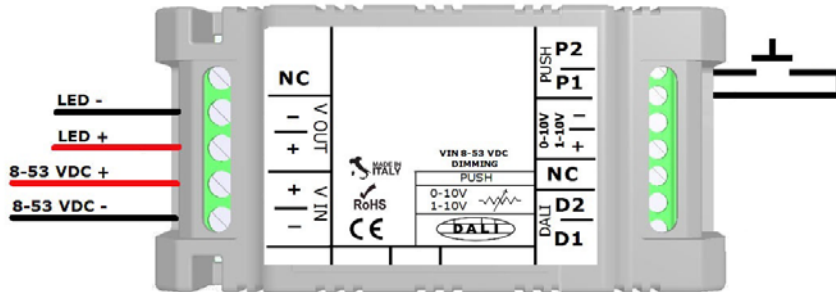 LED -
LED +
8-53 VDC +
8-53 VDC -
NC
- V OUT
+
+ V IN
-
MADE IN
ITALY
RoHS
CE
VIN 8-53 VDC
DIMMING
PUSH
0-10V
1-10V
DALI
PUSH P2
P1
0-10V -
1-10V +
NC
DALI D2
D1